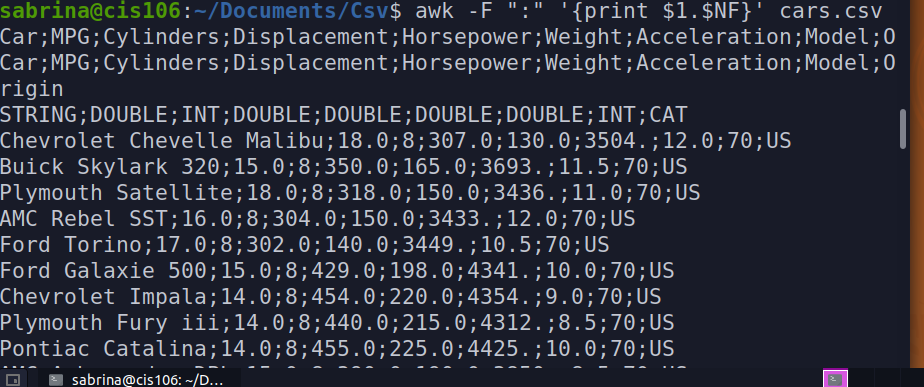 sabrina@cis106:~/Documents/Csv$ awk -F ":" '{print $1.$NF}' cars.csv
Car;MPG;Cylinders;Displacement;Horsepower;Weight;Acceleration;Model;O
Car;MPG;Cylinders;Displacement;Horsepower;Weight;Acceleration;Model;O
rigin
STRING;DOUBLE;INT;DOUBLE;DOUBLE;DOUBLE;DOUBLE;INT;CAT
Chevrolet Chevelle Malibu;18.0;8;307.0;130.0;3504.;12.0;70;US
Buick Skylark 320;15.0;8;350.0;165.0;3693.;11.5;70;US
Plymouth Satellite;18.0;8;318.0;150.0;3436.;11.0;70;US
AMC Rebel SST;16.0;8;304.0;150.0;3433.;12.0;70;US
Ford Torino;17.0;8;302.0;140.0;3449.;10.5;70;US
Ford Galaxie 500;15.0;8;429.0;198.0;4341.;10.0;70;US
Chevrolet Impala;14.0;8;454.0;220.0;4354.;9.0;70;US
Plymouth Fury iii;14.0;8;440.0;215.0;4312.;8.5;70;US
Pontiac Catalina;14.0;8;455.0;225.0;4425.;10.0;70;US
sabrina@cis106: ~/D...